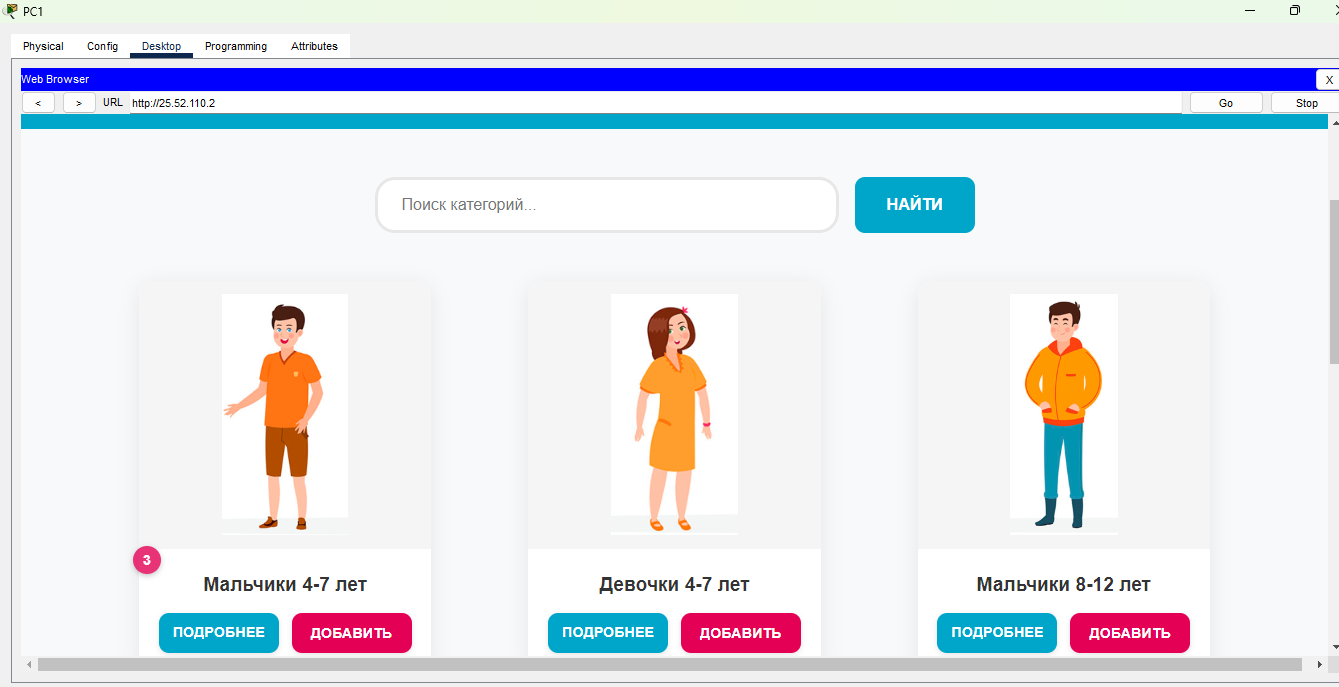 PC1
Physical Config Desktop Programming Attributes
Web Browser
X
< > URL http://25.52.110.2 Go Stop
Поиск категорий... НАЙТИ
3
Мальчики 4-7 лет Девочки 4-7 лет Мальчики 8-12 лет
ПОДРОБНЕЕ ДОБАВИТЬ ПОДРОБНЕЕ ДОБАВИТЬ ПОДРОБНЕЕ ДОБАВИТЬ